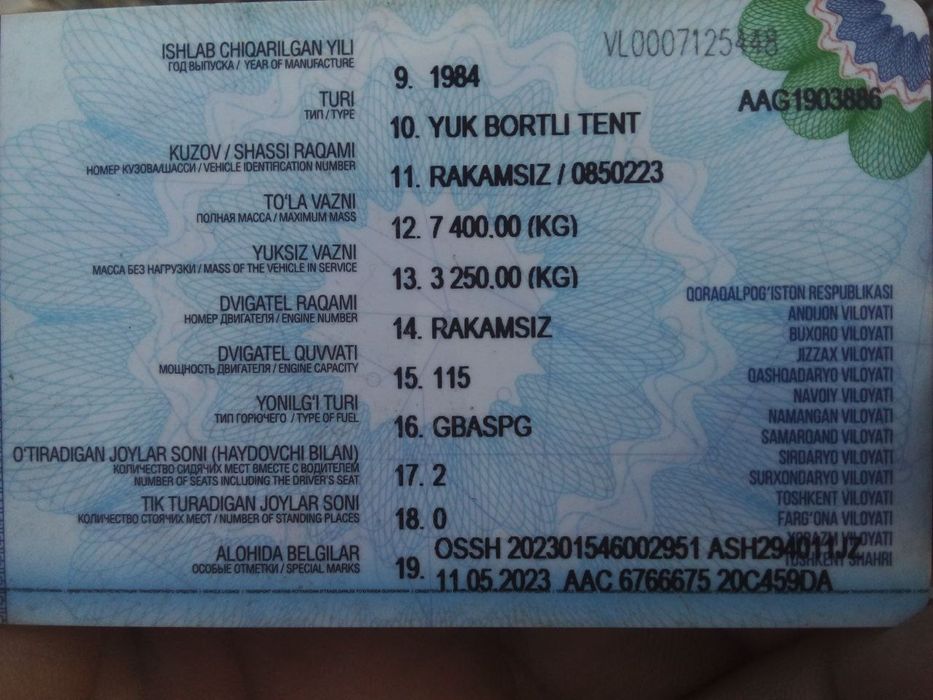 VL0007125448
AAG1903886
ISHLAB CHIQARILGAN YILI
ГОД ВЫПУСКА / YEAR OF MANUFACTURE
9. 1984
TURI
ТИП / TYPE
10. YUK BORTLI TENT
KUZOV / SHASSI RAQAMI
НОМЕР КУЗОВА/ШАССИ / VEHICLE IDENTIFICATION NUMBER
11. RAKAMSIZ / 0850223
TO'LA VAZNI
ПОЛНАЯ МАССА / MAXIMUM MASS
12. 7 400.00 (KG)
YUKSIZ VAZNI
МАССА БЕЗ НАГРУЗКИ / MASS OF THE VEHICLE IN SERVICE
13. 3 250.00 (KG)
DVIGATEL RAQAMI
НОМЕР ДВИГАТЕЛЯ / ENGINE NUMBER
14. RAKAMSIZ
DVIGATEL QUVVATI
МОЩНОСТЬ ДВИГАТЕЛЯ / ENGINE CAPACITY
15. 115
YONILG'I TURI
ТИП ГОРЮЧЕГО / TYPE OF FUEL
16. GBASPG
O'TIRADIGAN JOYLAR SONI (HAYDOVCHI BILAN)
КОЛИЧЕСТВО СИДЯЧИХ МЕСТ ВМЕСТЕ С ВОДИТЕЛЕМ
NUMBER OF SEATS INCLUDING THE DRIVER'S SEAT
17. 2
TIK TURADIGAN JOYLAR SONI
КОЛИЧЕСТВО СТОЯЧИХ МЕСТ / NUMBER OF STANDING PLACES
18. 0
ALOHIDA BELGILAR
ОСОБЫЕ ОТМЕТКИ / SPECIAL MARKS
19. OSSH 202301546002951 ASH294011JZ
11.05.2023 AAC 6766675 20C459DA
QORAQALPOG'ISTON RESPUBLIKASI
ANDIJON VILOYATI
BUXORO VILOYATI
JIZZAX VILOYATI
QASHQADARYO VILOYATI
NAVOIY VILOYATI
NAMANGAN VILOYATI
SAMARQAND VILOYATI
SIRDARYO VILOYATI
SURXONDARYO VILOYATI
TOSHKENT VILOYATI
FARG'ONA VILOYATI
XORAZM VILOYATI
TOSHKENT SHAHRI